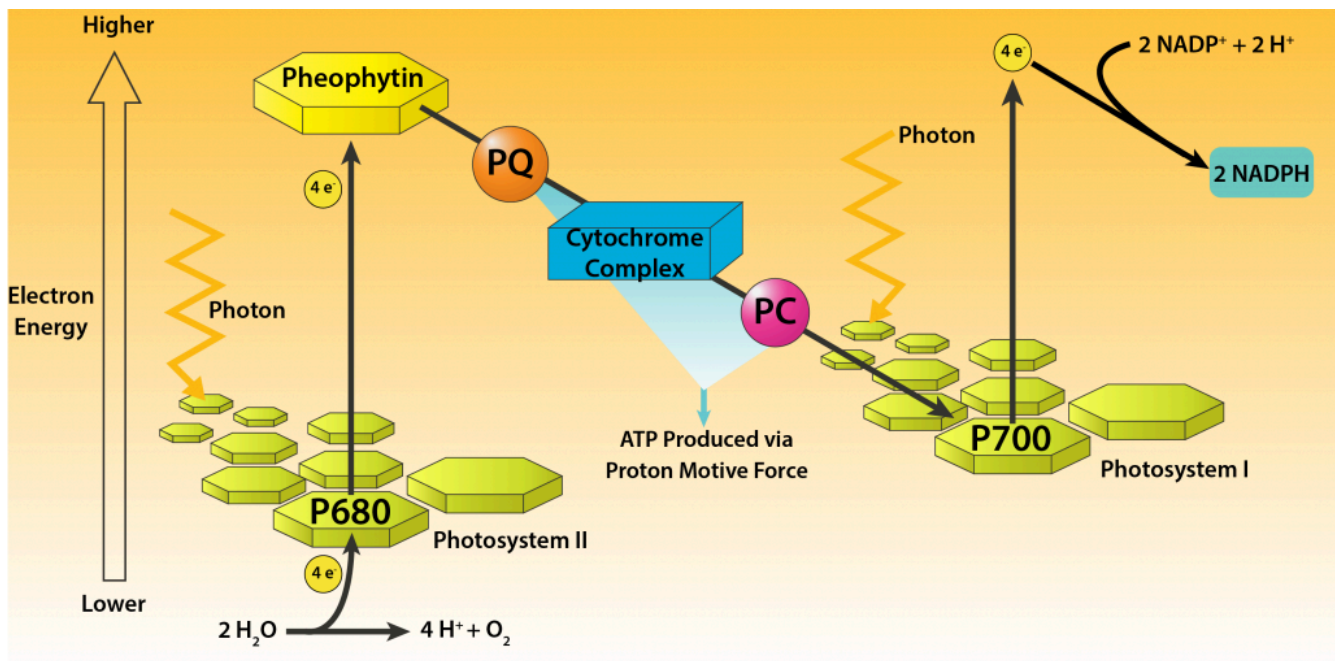 Higher
4 e⁻
2 NADP⁺ + 2 H⁺
Pheophytin
Photon
PQ
2 NADPH
4 e⁻
Cytochrome
Complex
Electron
Energy
Photon
PC
ATP Produced via
Proton Motive Force
P700
Photosystem I
P680
Photosystem II
4 e⁻
Lower
2 H₂O
4 H⁺ + O₂